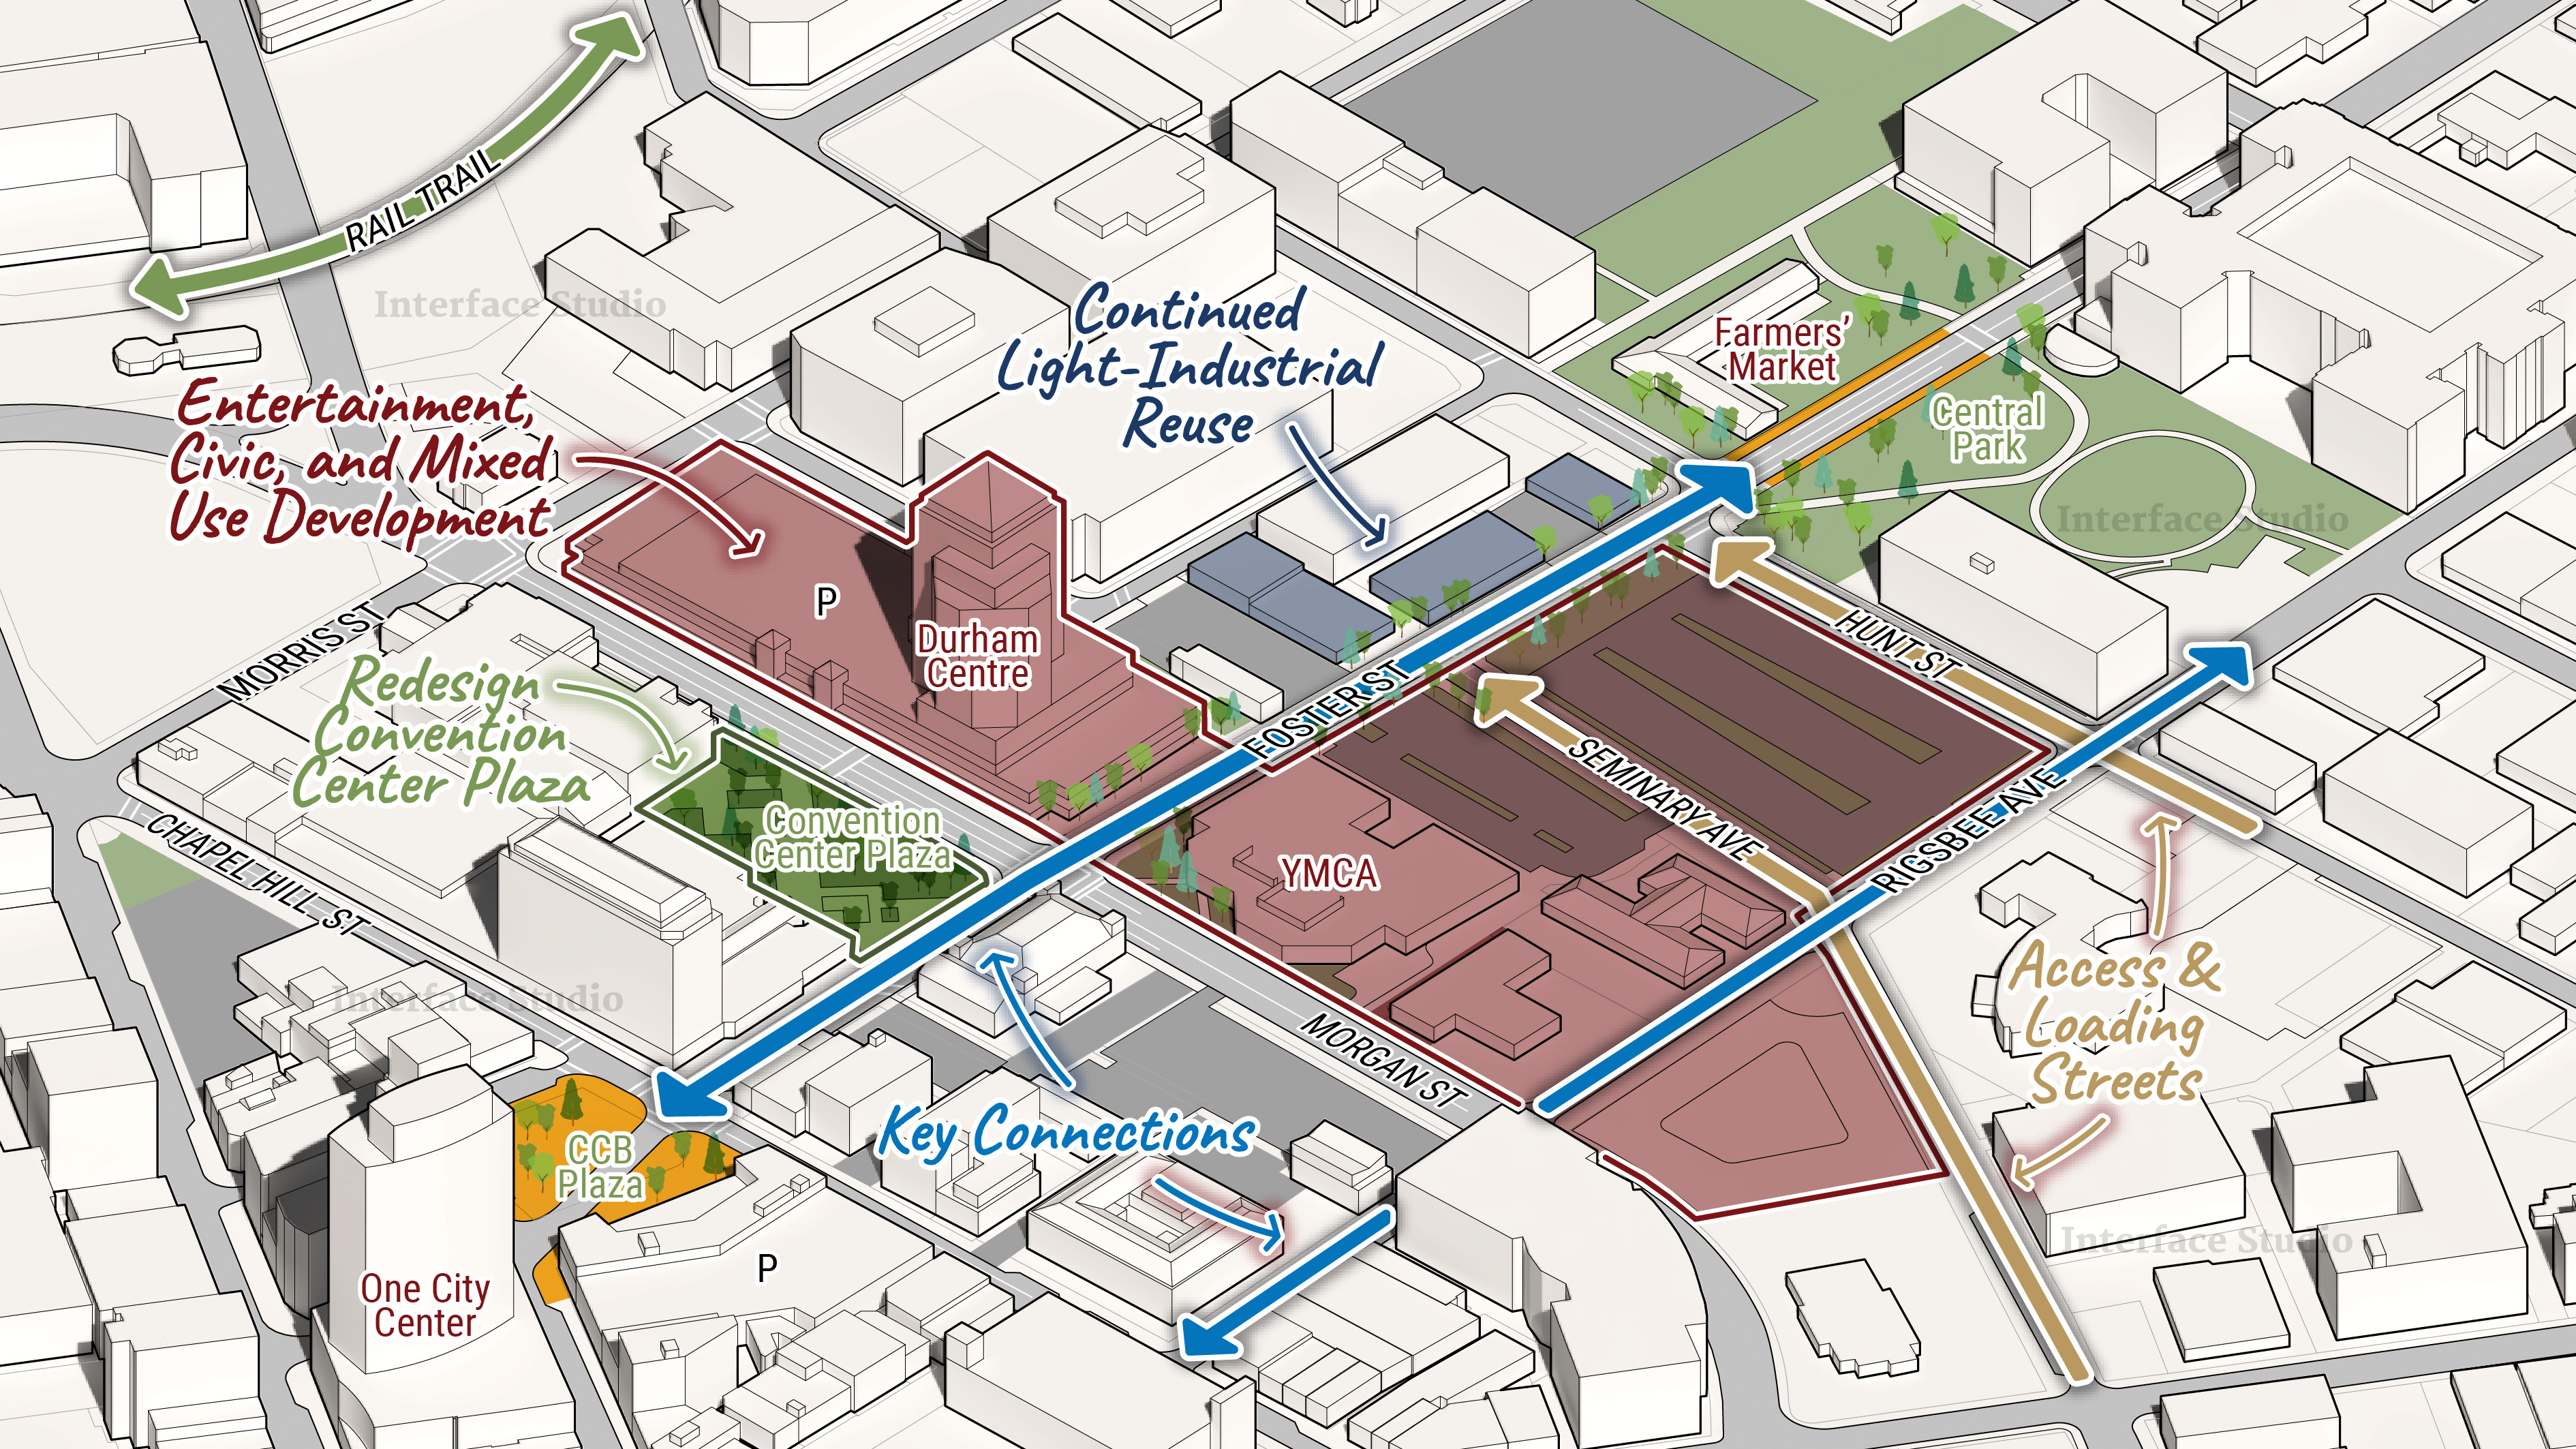 RAIL TRAIL
Interface Studio
Continued
Light-Industrial
Reuse
Farmers'
Market
Central
Park
Entertainment,
Civic, and Mixed
Use Development
Interface Studio
P
Durham
Centre
HUNT ST
MORRIS ST
Redesign
Convention
Center Plaza
FOSTER ST
SEMINARY AVE
RIGSBEE AVE
Convention
Center Plaza
YMCA
CHAPEL HILL ST
Access &
Loading
Streets
Interface Studio
MORGAN ST
Key Connections
CCB
Plaza
Interface Studio
P
One City
Center